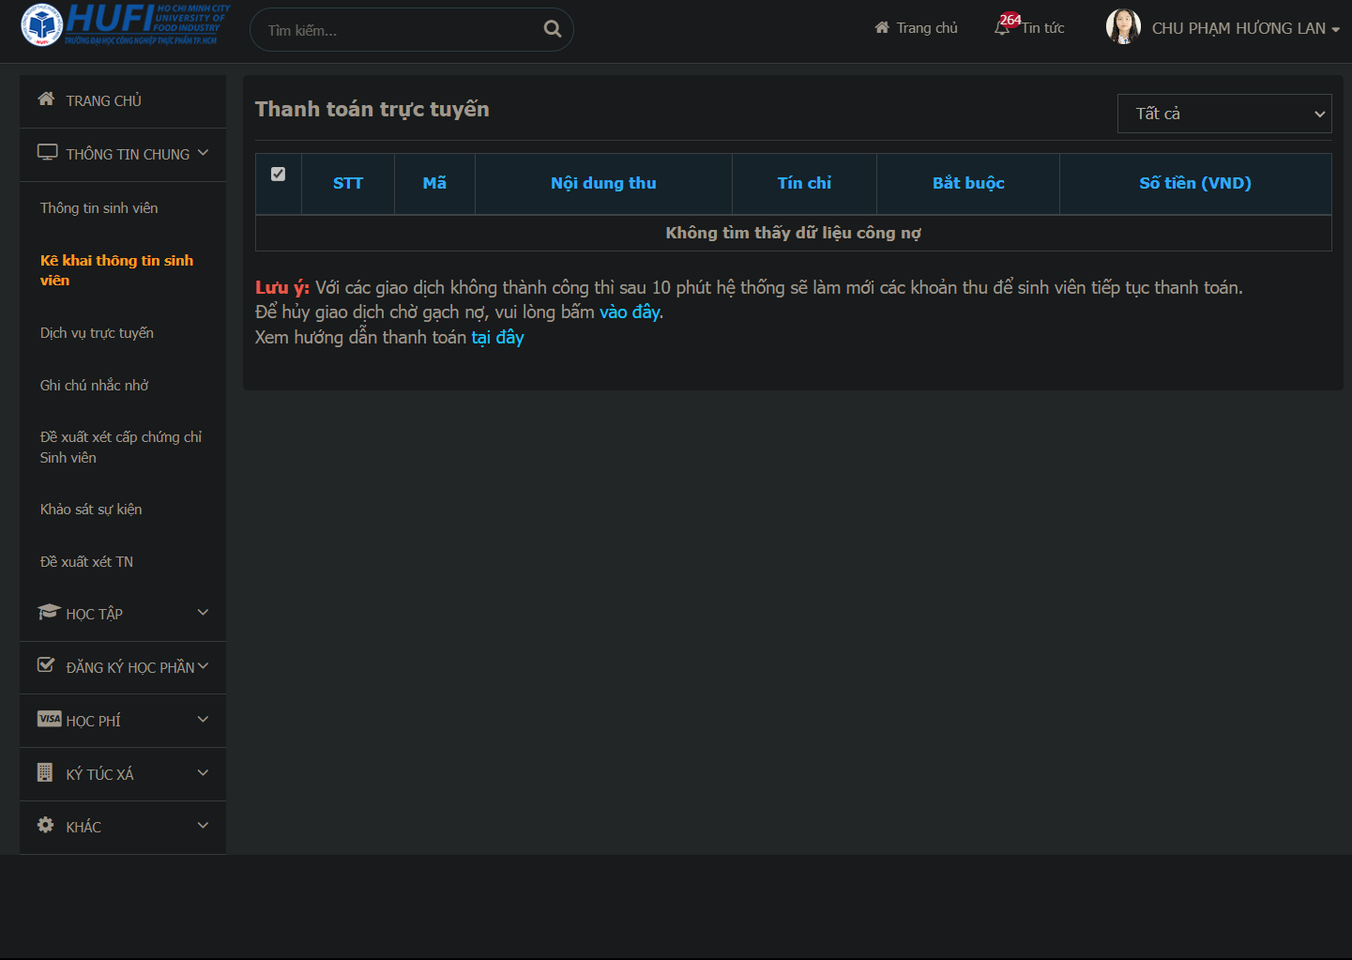 HUFI HO CHI MINH CITY
UNIVERSITY OF
FOOD INDUSTRY
TRƯỜNG ĐẠI HỌC CÔNG NGHIỆP THỰC PHẨM TP. HCM
Tìm kiếm...
Trang chủ
264
Tin tức
CHU PHẠM HƯƠNG LAN
TRANG CHỦ
THÔNG TIN CHUNG
Thông tin sinh viên
Kê khai thông tin sinh
viên
Dịch vụ trực tuyến
Ghi chú nhắc nhở
Đề xuất xét cấp chứng chỉ
Sinh viên
Khảo sát sự kiện
Đề xuất xét TN
HỌC TẬP
ĐĂNG KÝ HỌC PHẦN
VISA HỌC PHÍ
KÝ TÚC XÁ
KHÁC
Thanh toán trực tuyến
Tất cả
STT Mã Nội dung thu Tín chỉ Bắt buộc Số tiền (VND)
Không tìm thấy dữ liệu công nợ
Lưu ý: Với các giao dịch không thành công thì sau 10 phút hệ thống sẽ làm mới các khoản thu để sinh viên tiếp tục thanh toán.
Để hủy giao dịch chờ gạch nợ, vui lòng bấm vào đây.
Xem hướng dẫn thanh toán tại đây